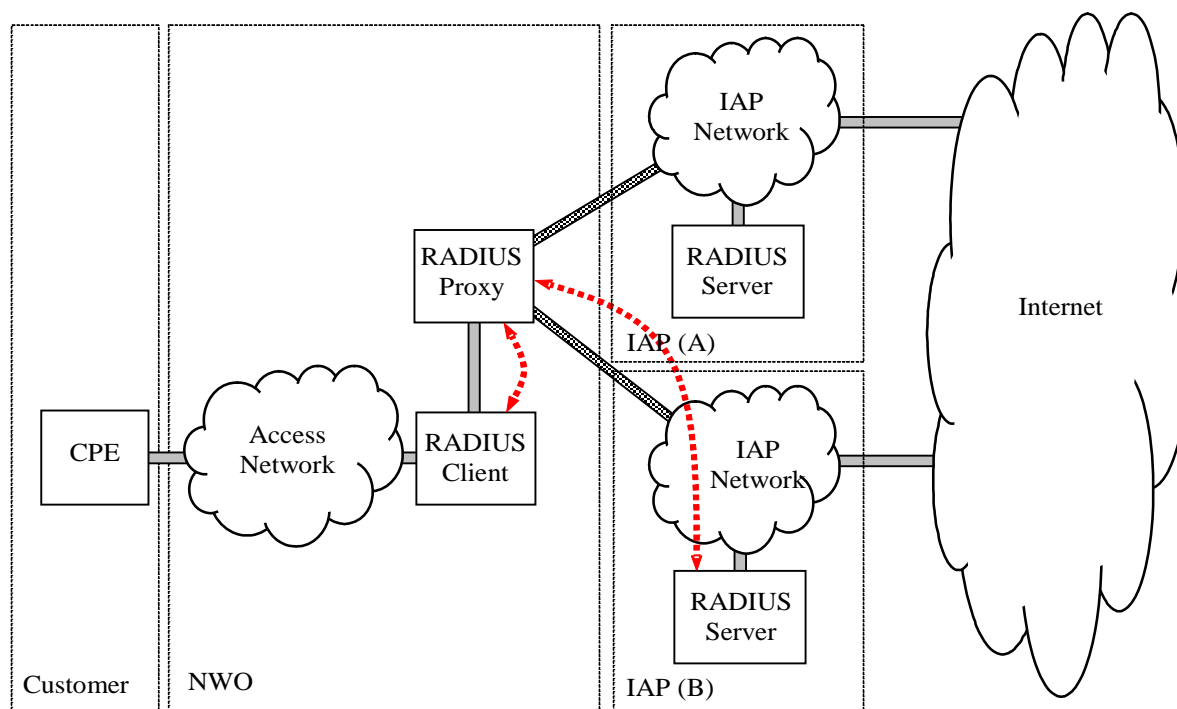 IAP
Network
RADIUS
Server
IAP (A)
RADIUS
Proxy
Internet
CPE
Access
Network
RADIUS
Client
IAP
Network
RADIUS
Server
Customer
NWO
IAP (B)